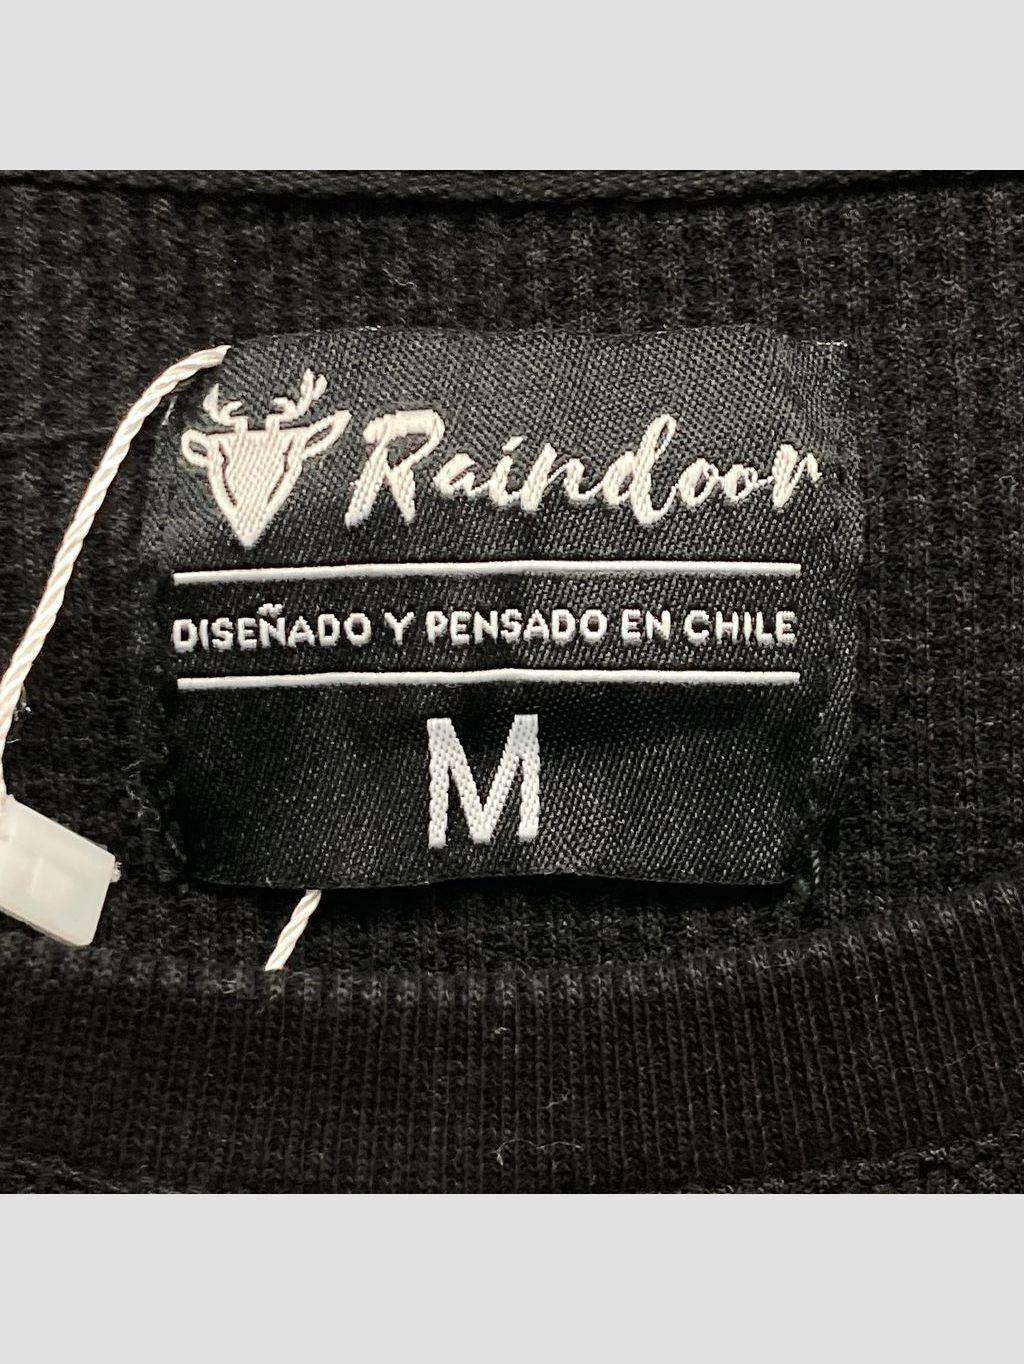 Raindoor
DISEÑADO Y PENSADO EN CHILE
M